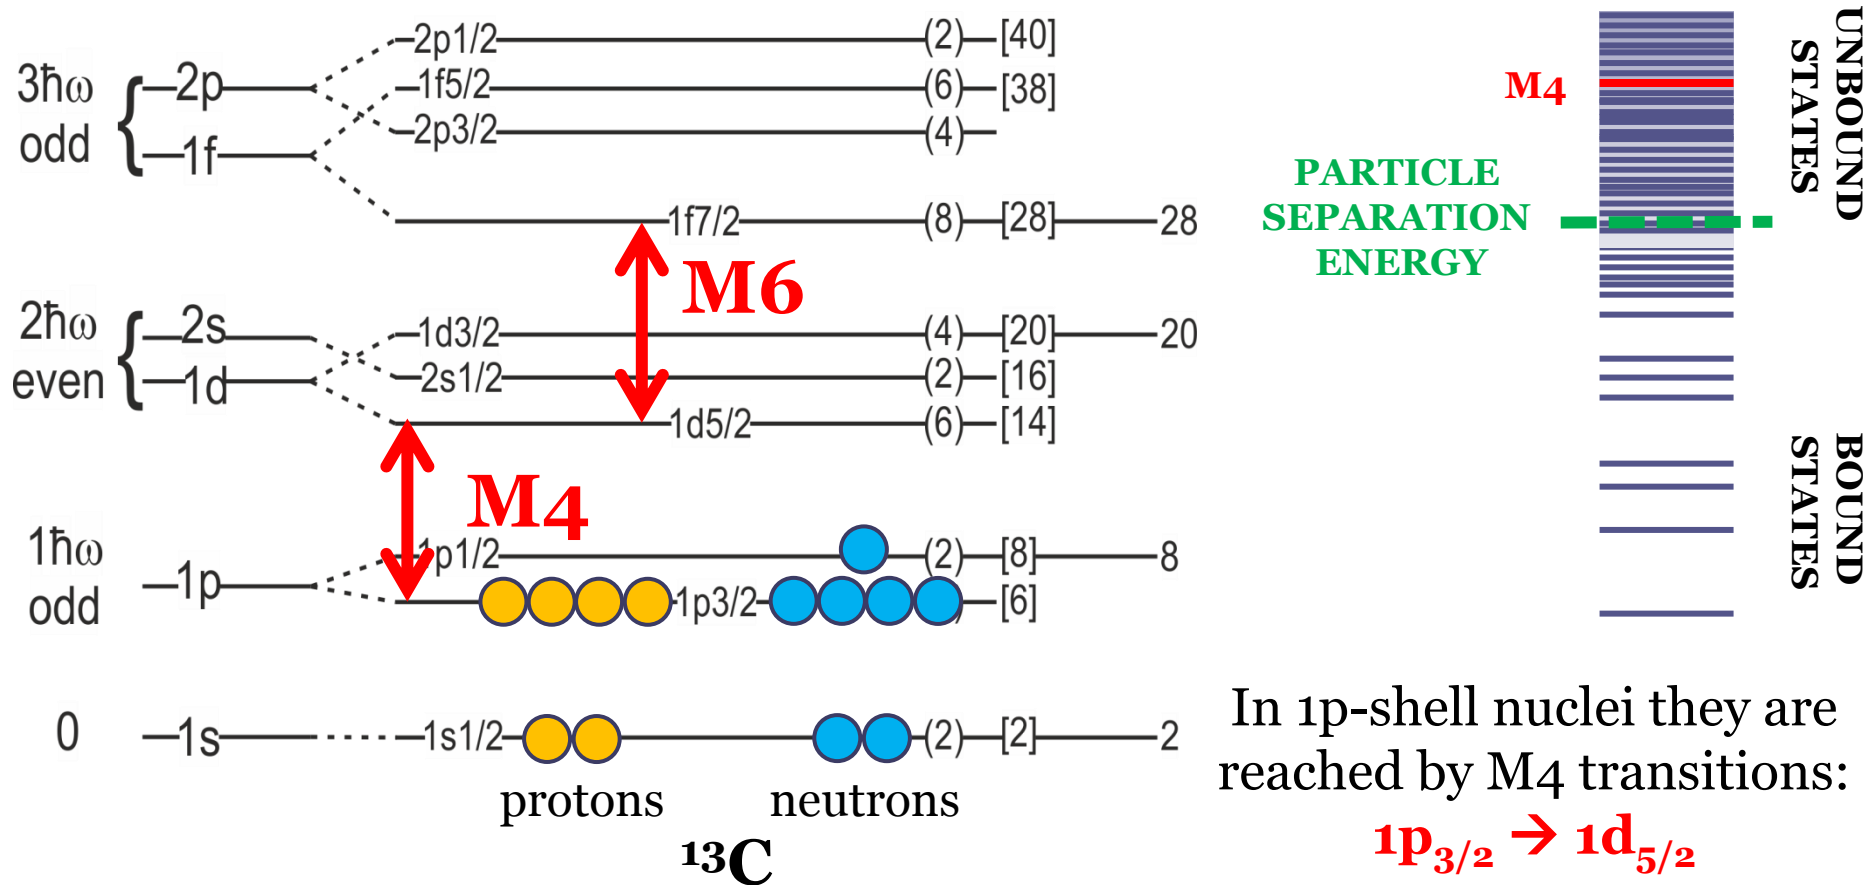 2p1/2 (2) [40]
3ħω 2p 1f5/2 (6) [38]
odd 2p3/2 (4)
1f
1f7/2 (8) [28] 28
M6
2ħω 2s 1d3/2 (4) [20] 20
even 1d 2s1/2 (2) [16]
1d5/2 (6) [14]
M4
1ħω 1p1/2 (2) [8] 8
odd 1p 1p3/2 [6]
0 1s 1s1/2 (2) [2] 2
protons neutrons
13C
M4
PARTICLE
SEPARATION
ENERGY
UNBOUND
STATES
BOUND
STATES
In 1p-shell nuclei they are
reached by M4 transitions:
1p3/2 → 1d5/2